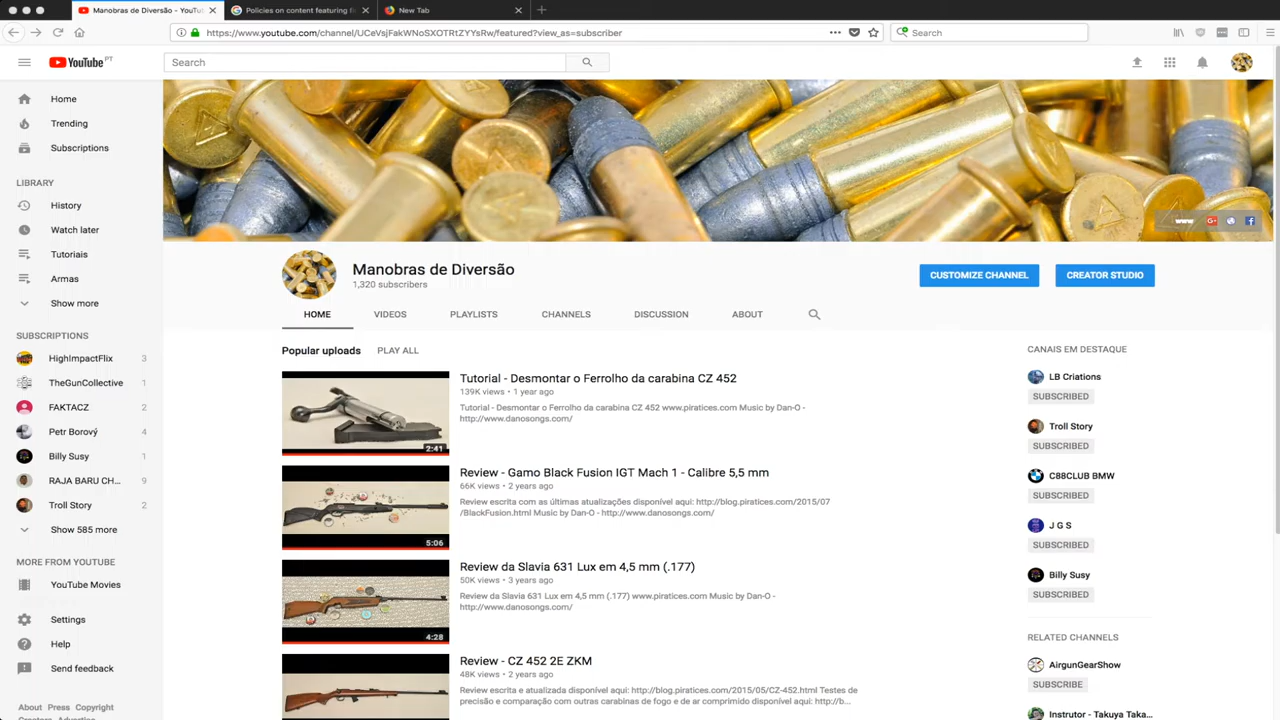 Manobras de Diversão - YouTu
Policies on content featuring fi
New Tab
https://www.youtube.com/channel/UCeVsjFakWNoSXOTRtZYYsRw/featured?view_as=subscriber
Search
YouTube PT
Search
Home
Trending
Subscriptions
LIBRARY
History
Watch later
Tutoriais
Armas
Show more
SUBSCRIPTIONS
HighImpactFlix 3
TheGunCollective 1
FAKTACZ 2
Petr Borový 4
Billy Susy 1
RAJA BARU CH... 9
Troll Story 2
Show 585 more
MORE FROM YOUTUBE
YouTube Movies
Settings
Help
Send feedback
About Press Copyright
Creators Advertise
www
Manobras de Diversão
1,320 subscribers
CUSTOMIZE CHANNEL
CREATOR STUDIO
HOME VIDEOS PLAYLISTS CHANNELS DISCUSSION ABOUT
Popular uploads PLAY ALL
2:41
Tutorial - Desmontar o Ferrolho da carabina CZ 452
139K views • 1 year ago
Tutorial - Desmontar o Ferrolho da carabina CZ 452 www.piratices.com Music by Dan-O -
http://www.danosongs.com/
5:06
Review - Gamo Black Fusion IGT Mach 1 - Calibre 5,5 mm
66K views • 2 years ago
Review escrita com as últimas atualizações disponível aqui: http://blog.piratices.com/2015/07
/BlackFusion.html Music by Dan-O - http://www.danosongs.com/
4:28
Review da Slavia 631 Lux em 4,5 mm (.177)
50K views • 3 years ago
Review da Slavia 631 Lux em 4,5 mm (.177) www.piratices.com Music by Dan-O -
http://www.danosongs.com/
Review - CZ 452 2E ZKM
48K views • 2 years ago
Review escrita e atualizada disponível aqui: http://blog.piratices.com/2015/05/CZ-452.html Testes de
precisão e comparação com outras carabinas de fogo e de ar comprimido disponível aqui: http://b...
CANAIS EM DESTAQUE
LB Criations
SUBSCRIBED
Troll Story
SUBSCRIBED
C88CLUB BMW
SUBSCRIBED
J G S
SUBSCRIBED
Billy Susy
SUBSCRIBED
RELATED CHANNELS
AirgunGearShow
SUBSCRIBE
Instrutor - Takuya Taka...